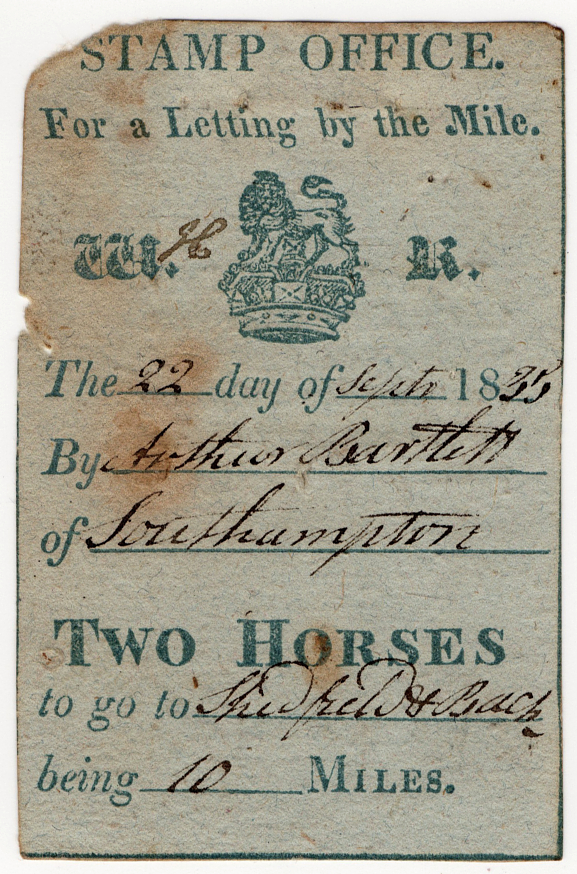 STAMP OFFICE.
For a Letting by the Mile.
W. H R.
The 22 day of Septr 1835
By Arthur Bartlett
of Southampton
TWO HORSES
to go to Shedfield & Back
being 10 MILES.